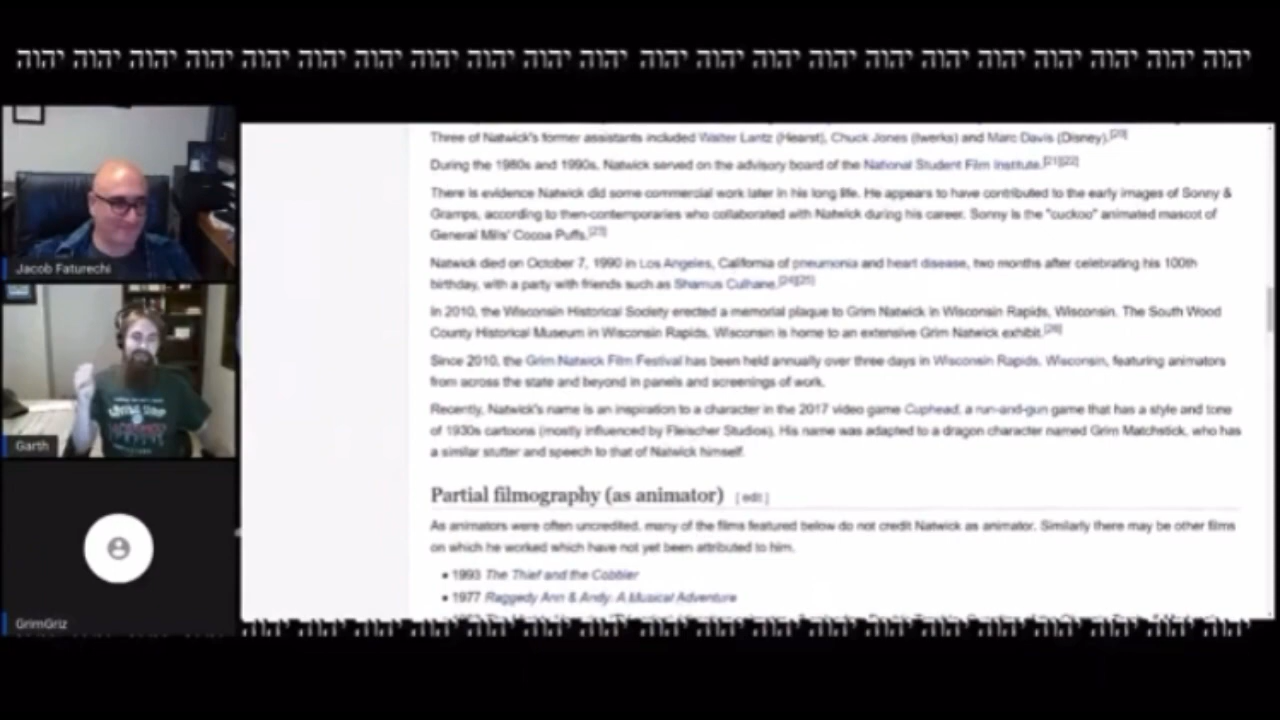 יהוה יהוה יהוה יהוה יהוה יהוה יהוה יהוה יהוה יהוה יהוה יהוה יהוה יהוה יהוה יהוה יהוה יהוה יהוה יהוה יהוה יהוה
Jacob Faturechi
Garth
GrimGriz
Three of Natwick's former assistants included Walter Lantz (Hearst), Chuck Jones (Iwerks) and Marc Davis (Disney).[20]
During the 1980s and 1990s, Natwick served on the advisory board of the National Student Film Institute.[21][22]
There is evidence Natwick did some commercial work later in his long life. He appears to have contributed to the early images of Sonny &
Gramps, according to then-contemporaries who collaborated with Natwick during his career. Sonny is the "cuckoo" animated mascot of
General Mills' Cocoa Puffs.[23]
Natwick died on October 7, 1990 in Los Angeles, California of pneumonia and heart disease, two months after celebrating his 100th
birthday, with a party with friends such as Shamus Culhane.[24][25]
In 2010, the Wisconsin Historical Society erected a memorial plaque to Grim Natwick in Wisconsin Rapids, Wisconsin. The South Wood
County Historical Museum in Wisconsin Rapids, Wisconsin is home to an extensive Grim Natwick exhibit.[26]
Since 2010, the Grim Natwick Film Festival has been held annually over three days in Wisconsin Rapids, Wisconsin, featuring animators
from across the state and beyond in panels and screenings of work.
Recently, Natwick's name is an inspiration to a character in the 2017 video game Cuphead, a run-and-gun game that has a style and tone
of 1930s cartoons (mostly influenced by Fleischer Studios). His name was adapted to a dragon character named Grim Matchstick, who has
a similar stutter and speech to that of Natwick himself.
Partial filmography (as animator) [ edit ]
As animators were often uncredited, many of the films featured below do not credit Natwick as animator. Similarly there may be other films
on which he worked which have not yet been attributed to him.
• 1993 The Thief and the Cobbler
• 1977 Raggedy Ann & Andy: A Musical Adventure